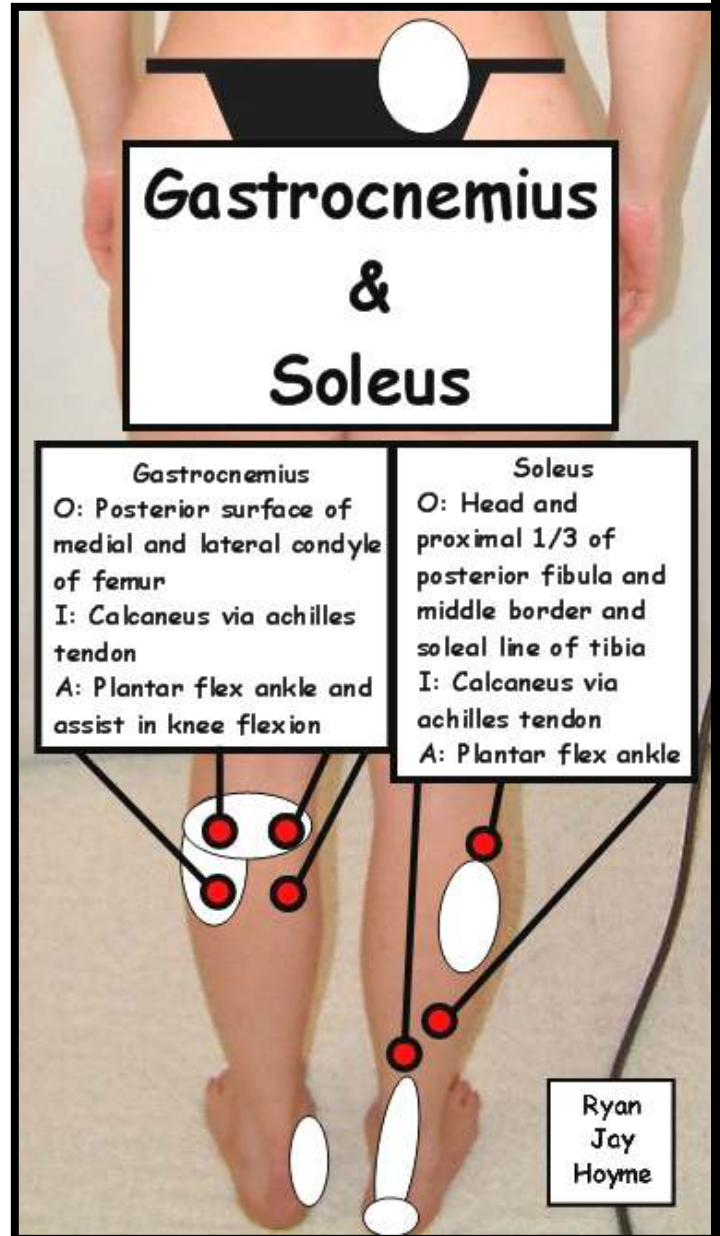 Gastrocnemius
&
Soleus
Gastrocnemius
O: Posterior surface of
medial and lateral condyle
of femur
I: Calcaneus via achilles
tendon
A: Plantar flex ankle and
assist in knee flexion
Soleus
O: Head and
proximal 1/3 of
posterior fibula and
middle border and
soleal line of tibia
I: Calcaneus via
achilles tendon
A: Plantar flex ankle
Ryan
Jay
Hoyme